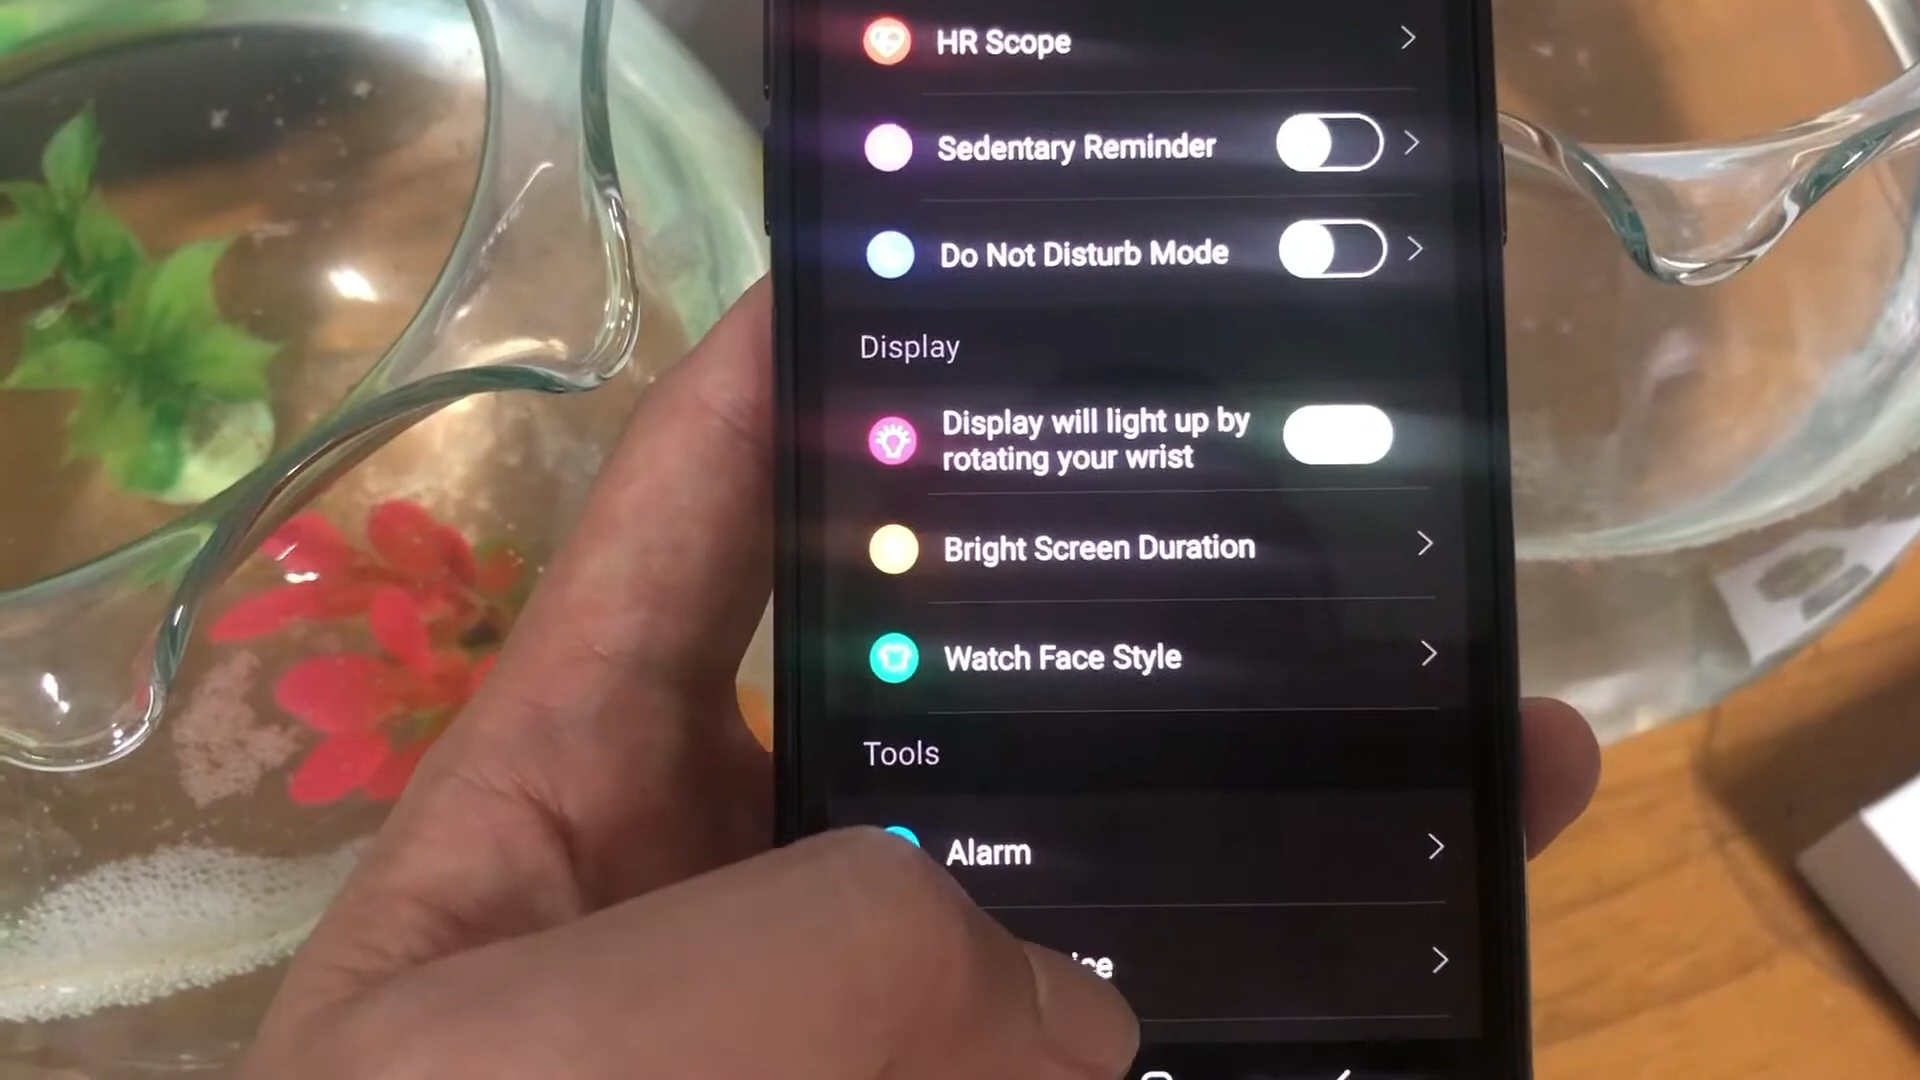 HR Scope
Sedentary Reminder
Do Not Disturb Mode
Display
Display will light up by
rotating your wrist
Bright Screen Duration
Watch Face Style
Tools
Alarm